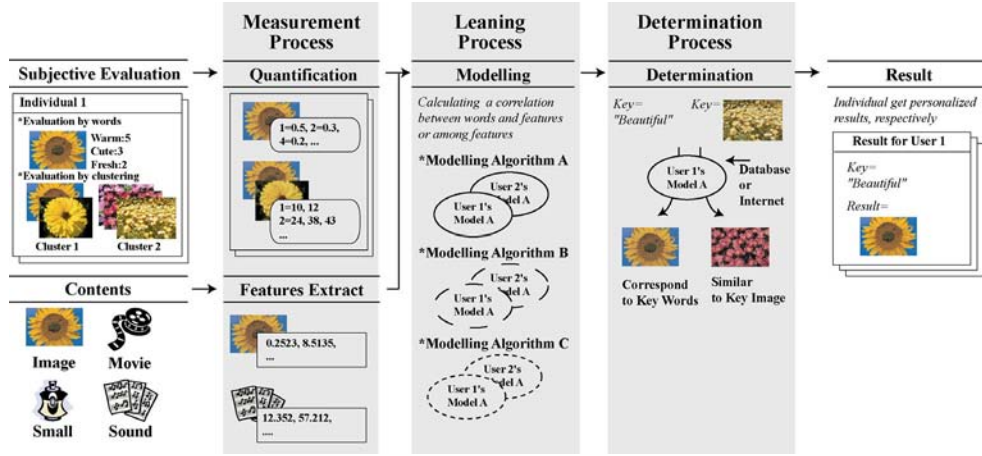 Measurement
Process
Leaning
Process
Determination
Process
Subjective Evaluation
Quantification
Modelling
Determination
Result
Individual 1
*Evaluation by words
Warm:5
Cute:3
Fresh:2
*Evaluation by clustering
Cluster 1
Cluster 2
1=0.5, 2=0.3,
4=0.2, ...
1=10, 12
2=24, 38, 43
...
Calculating a correlation
between words and features
or among features
*Modelling Algorithm A
User 2's
Model A
User 1's
Model A
*Modelling Algorithm B
User 2's
Model A
User 1's
Model A
*Modelling Algorithm C
User 2's
Model A
User 1's
Model A
Key=
"Beautiful"
Key=
User 1's
Model A
Database
or
Internet
Correspond
to Key Words
Similar
to Key Image
Individual get personalized
results, respectively
Result for User 1
Key=
"Beautiful"
Result=
Contents
Image
Movie
Small
Sound
Features Extract
0.2523, 8.5135,
...
12.352, 57.212,
....